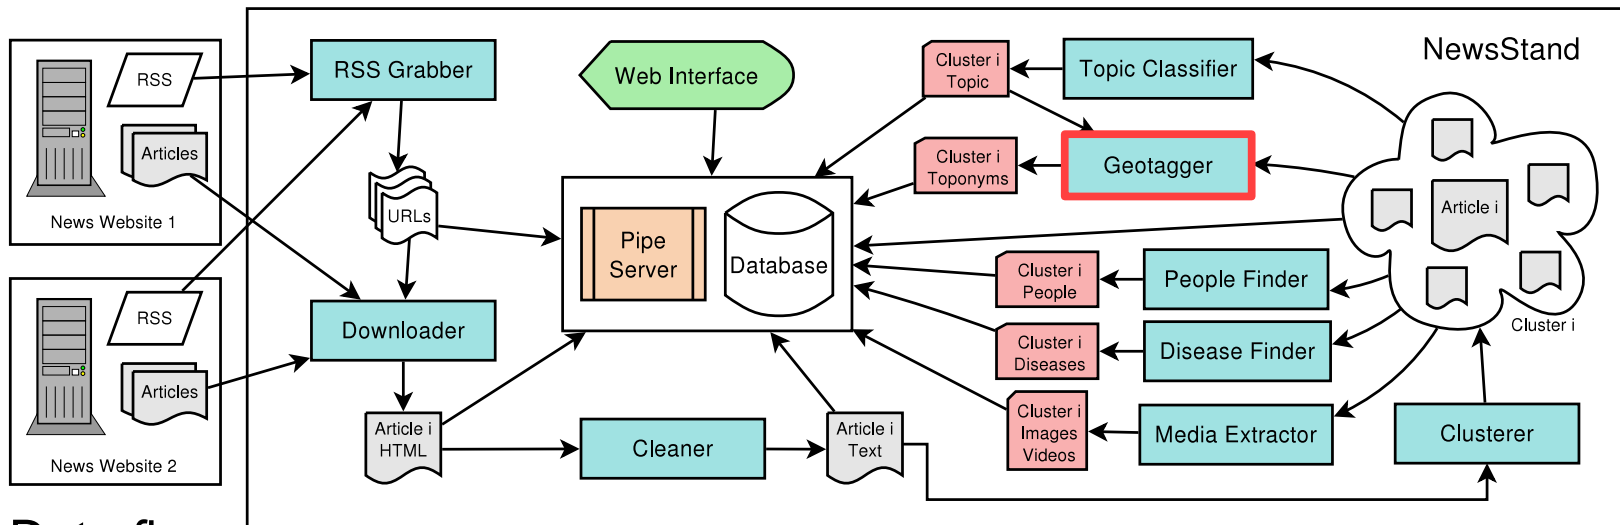 NewsStand
RSS
Articles
News Website 1
RSS
Articles
News Website 2
RSS Grabber
URLs
Downloader
Article i
HTML
Cleaner
Article i
Text
Web Interface
Pipe
Server
Database
Cluster i
Topic
Topic Classifier
Cluster i
Toponyms
Geotagger
Cluster i
People
People Finder
Cluster i
Diseases
Disease Finder
Cluster i
Images
Videos
Media Extractor
Article i
Cluster i
Clusterer